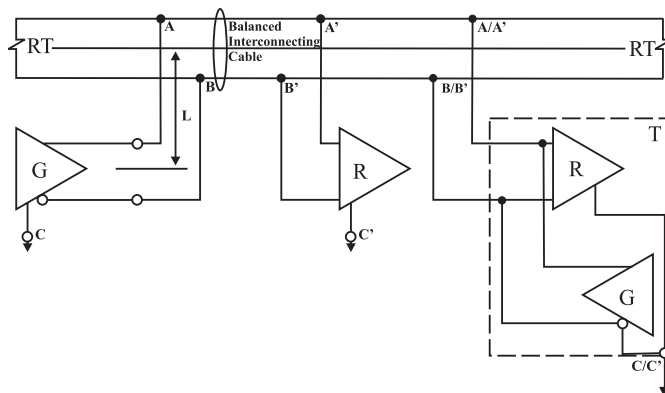 A
Balanced
Interconnecting
Cable
A'
A/A'
RT
RT
B
B'
B/B'
L
T
G
R
R
C
C'
G
C/C'